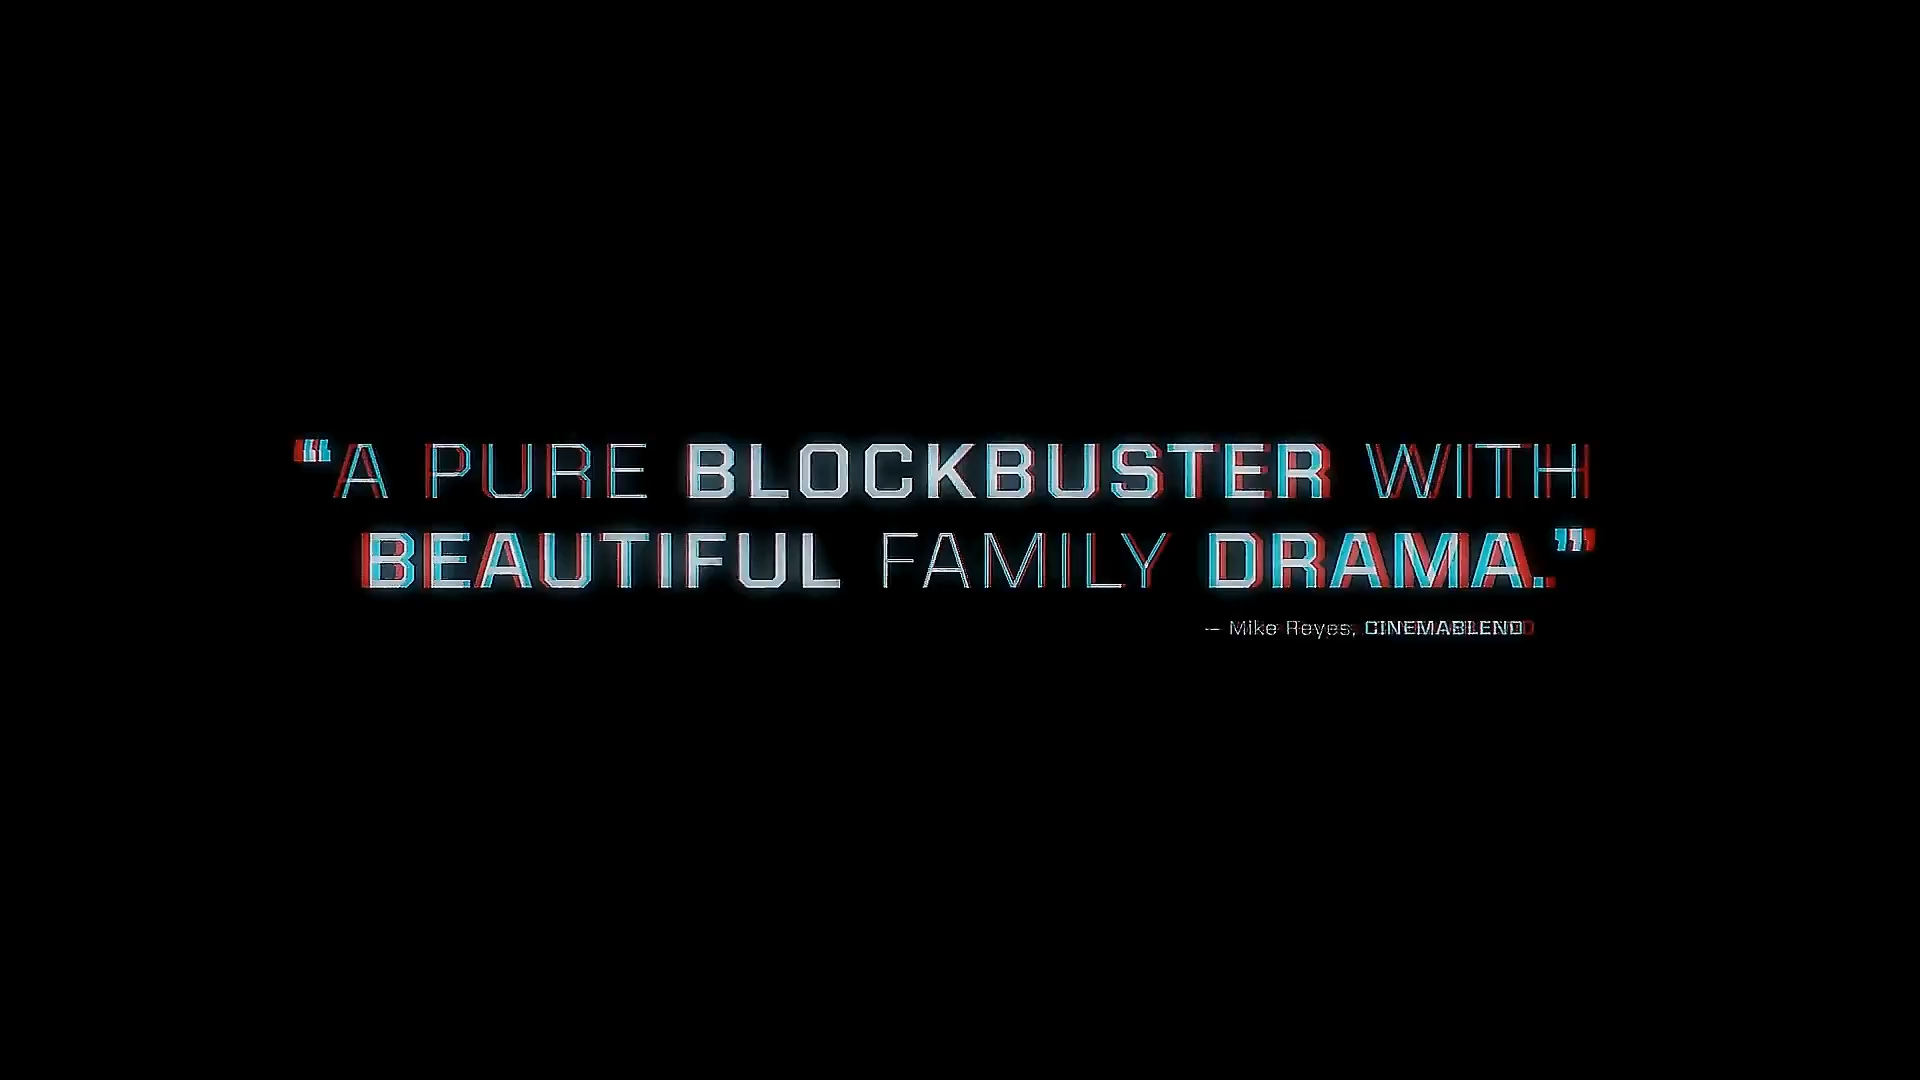 “A PURE BLOCKBUSTER WITH
BEAUTIFUL FAMILY DRAMA.”
– Mike Reyes, CINEMABLEND